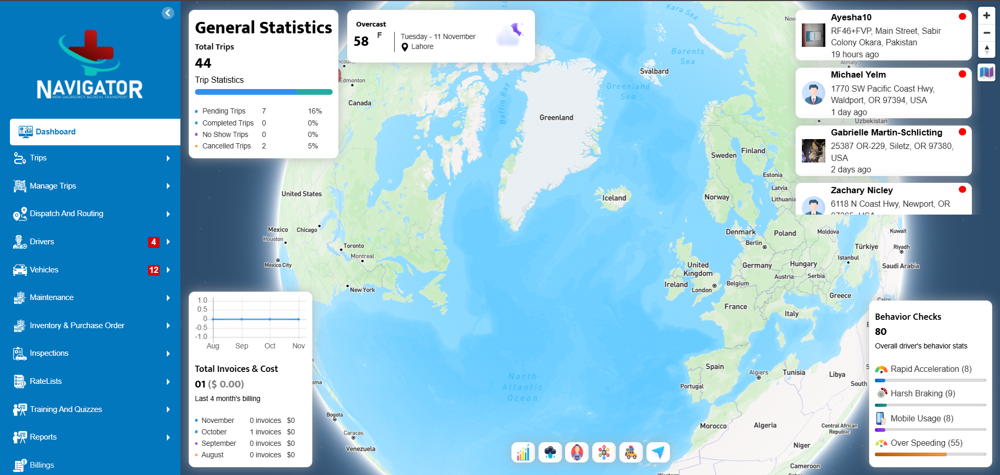 NAVIGATOR
NON EMERGENCY MEDICAL TRANSPORT
Dashboard
Trips
Manage Trips
Dispatch And Routing
Drivers
4
Vehicles
12
Maintenance
Inventory & Purchase Order
Inspections
RateLists
Training And Quizzes
Reports
Billings
General Statistics
Total Trips
44
Trip Statistics
Pending Trips 7 16%
Completed Trips 0 0%
No Show Trips 0 0%
Cancelled Trips 2 5%
Overcast
58 F
Tuesday - 11 November
Lahore
Ayesha10
RF46+FVP, Main Street, Sabir
Colony Okara, Pakistan
19 hours ago
Michael Yelm
1770 SW Pacific Coast Hwy,
Waldport, OR 97394, USA
1 day ago
Gabrielle Martin-Schlicting
25387 OR-229, Siletz, OR 97380,
USA
2 days ago
Zachary Nicley
6118 N Coast Hwy, Newport, OR
Kara Sea
Barents
Sea
Svalbard
Greenland
Sea
Baffin Bay
Almaty
Uzbekistan
Edmonton
Canada
Greenland
Iceland
Sweden
Finland
Norway
Estonia
Latvia
Lithuania
United States
Mexico
Chicago
Houston
Toronto
Montreal
Mexico City
New York
Denmark
Poland
Moldova
Kuwait
Berlin
Türkiye
Riyadh
Istanbul
Saudi Arabia
United
Kingdom
Germany
Hungary
Austria
Serbia
Ireland
London
Belgium
Greece
Cairo
France
Italy
Spain
Algiers
Tunisia
Libya
Portugal
North
Atlantic
Ocean
Bogota
Caracas
Venezuela
Morocco
Algeria
Central African
Republic
Niger
Cameroon
1.0
0.5
0
-0.5
-1.0
Aug Sep Oct Nov
Total Invoices & Cost
01 ($ 0.00)
Last 4 month's billing
November 0 invoices $0
October 1 invoices $0
September 0 invoices $0
August 0 invoices $0
Behavior Checks
80
Overall driver's behavior stats
Rapid Acceleration (8)
Harsh Braking (9)
Mobile Usage (8)
Over Speeding (55)